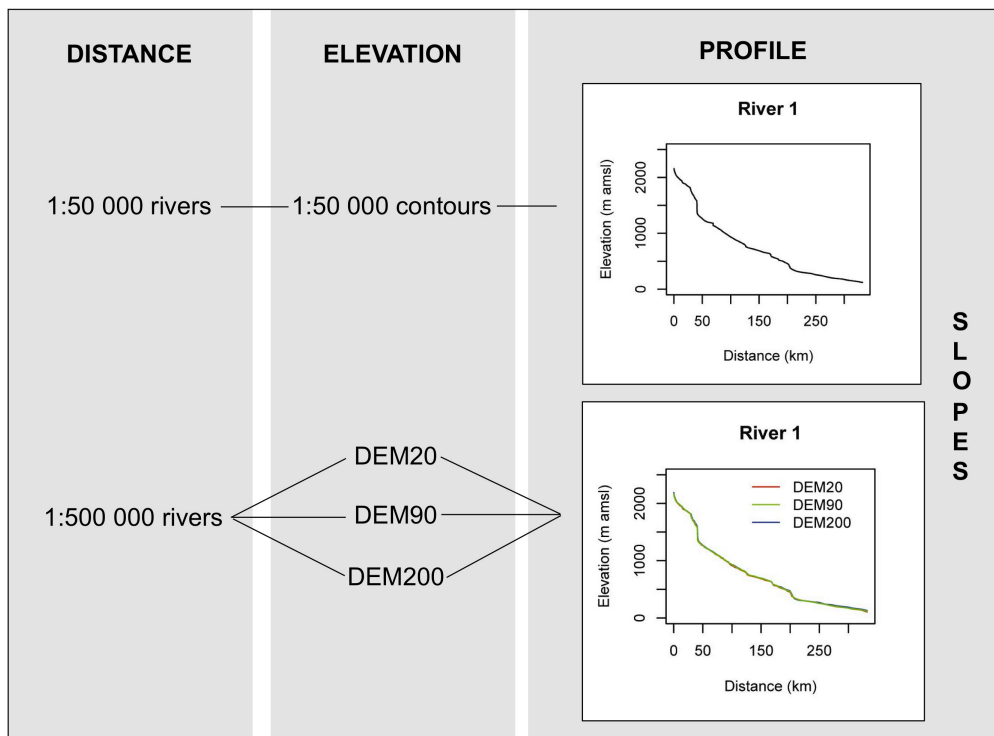 DISTANCE
ELEVATION
PROFILE
1:50 000 rivers
1:50 000 contours
River 1
Elevation (m amsl)
2000
1000
0
0 50 150 250
Distance (km)
1:500 000 rivers
DEM20
DEM90
DEM200
River 1
DEM20
DEM90
DEM200
Elevation (m amsl)
2000
1000
0
0 50 150 250
Distance (km)
S
L
O
P
E
S